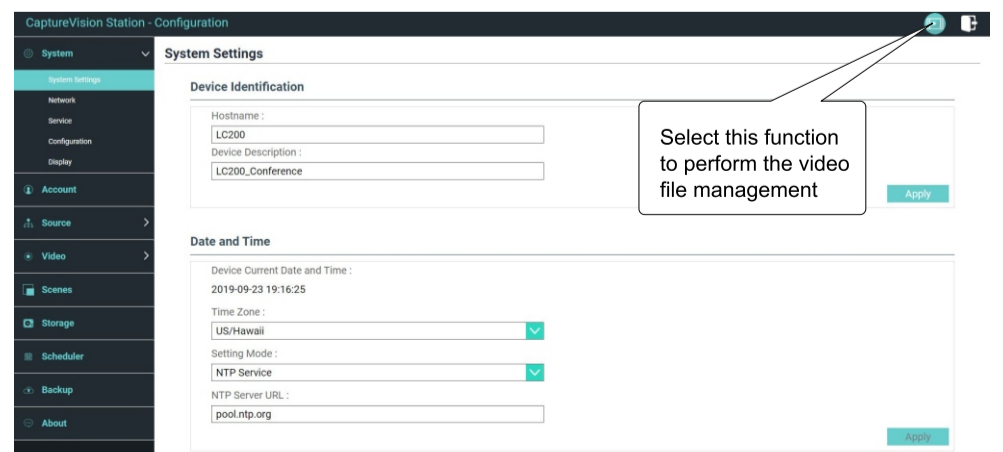 CaptureVision Station - Configuration
System
System Settings
Network
Service
Configuration
Display
Account
Source
Video
Scenes
Storage
Scheduler
Backup
About
System Settings
Device Identification
Hostname :
LC200
Device Description :
LC200_Conference
Apply
Select this function
to perform the video
file management
Date and Time
Device Current Date and Time :
2019-09-23 19:16:25
Time Zone :
US/Hawaii
Setting Mode :
NTP Service
NTP Server URL :
pool.ntp.org
Apply